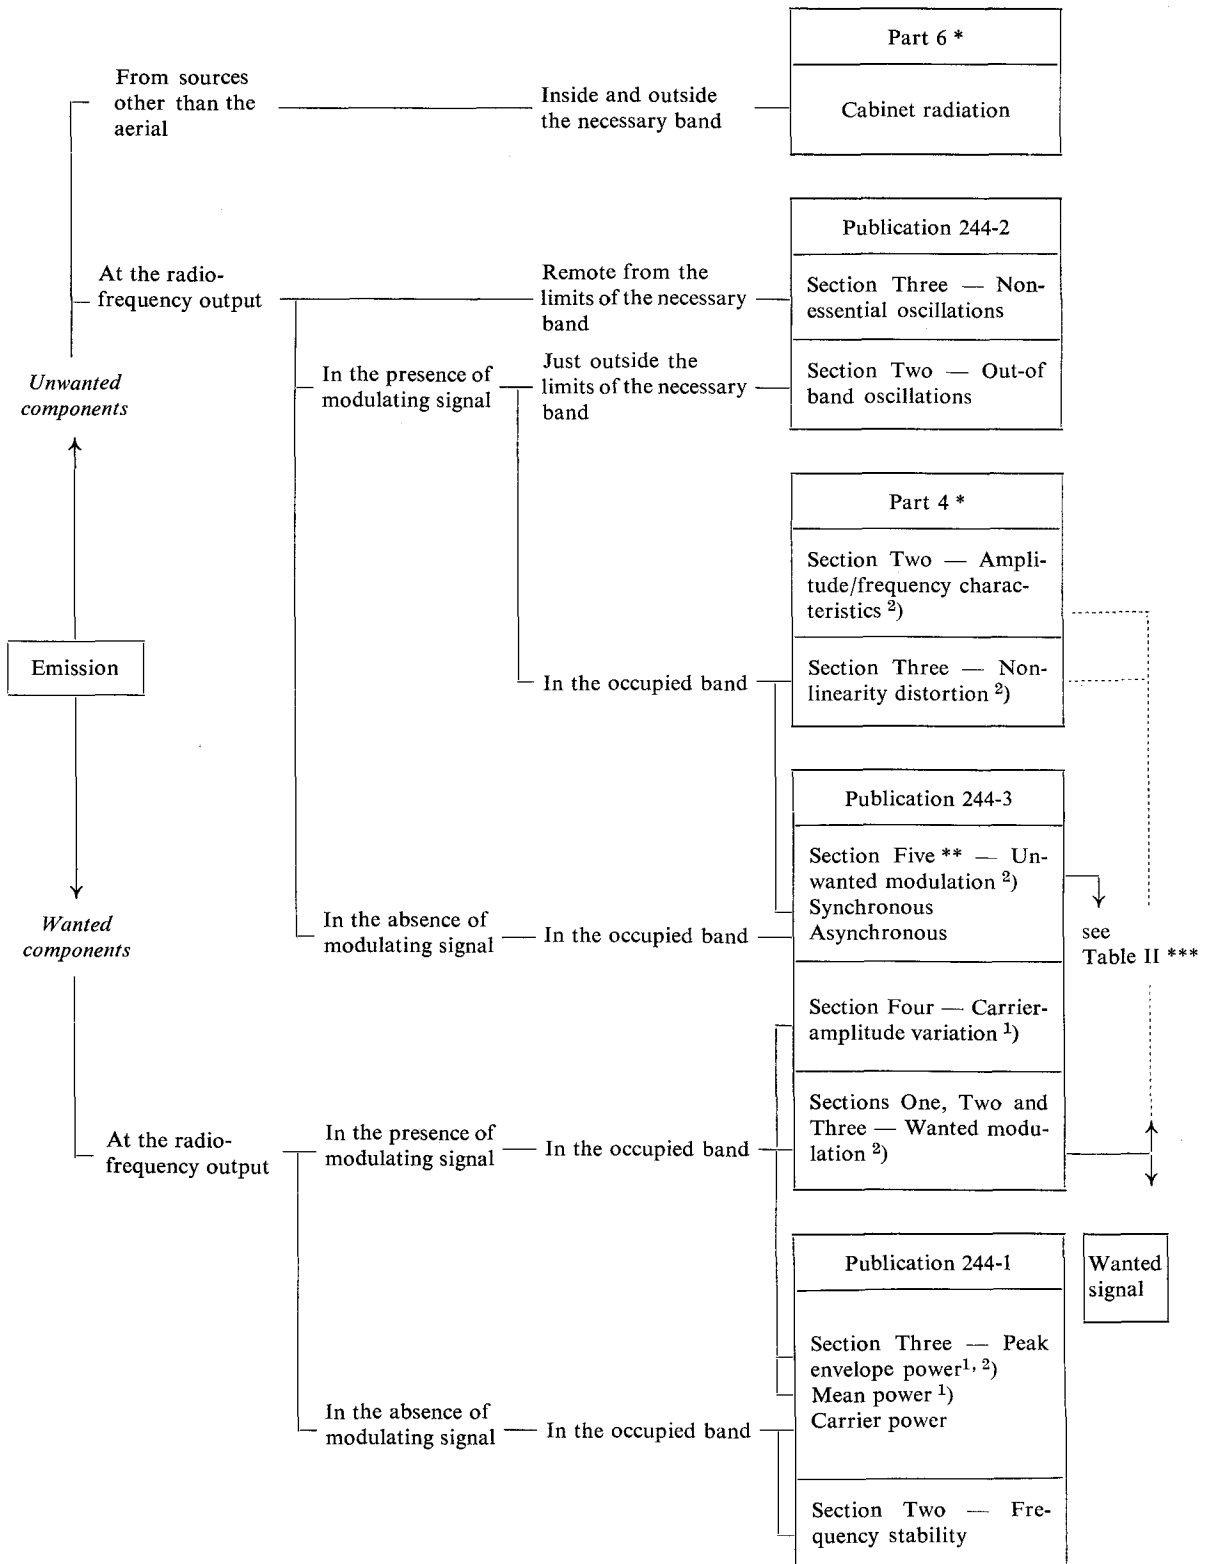 Part 6 *
From sources
other than the
aerial
Inside and outside
the necessary band
Cabinet radiation
Publication 244-2
At the radio-
frequency output
Remote from the
limits of the necessary
band
Section Three — Non-
essential oscillations
In the presence of
modulating signal
Just outside the
limits of the necessary
band
Section Two — Out-of
band oscillations
Unwanted
components
Part 4 *
Section Two — Ampli-
tude/frequency charac-
teristics 2)
Emission
In the occupied band
Section Three — Non-
linearity distortion 2)
Publication 244-3
Section Five ** — Un-
wanted modulation 2)
Synchronous
Asynchronous
Wanted
components
In the absence of
modulating signal
In the occupied band
see
Table II ***
Section Four — Carrier-
amplitude variation 1)
Sections One, Two and
Three — Wanted modu-
lation 2)
At the radio-
frequency output
In the presence of
modulating signal
In the occupied band
Publication 244-1
Wanted
signal
Section Three — Peak
envelope power1, 2)
Mean power 1)
Carrier power
In the absence of
modulating signal
In the occupied band
Section Two — Fre-
quency stability